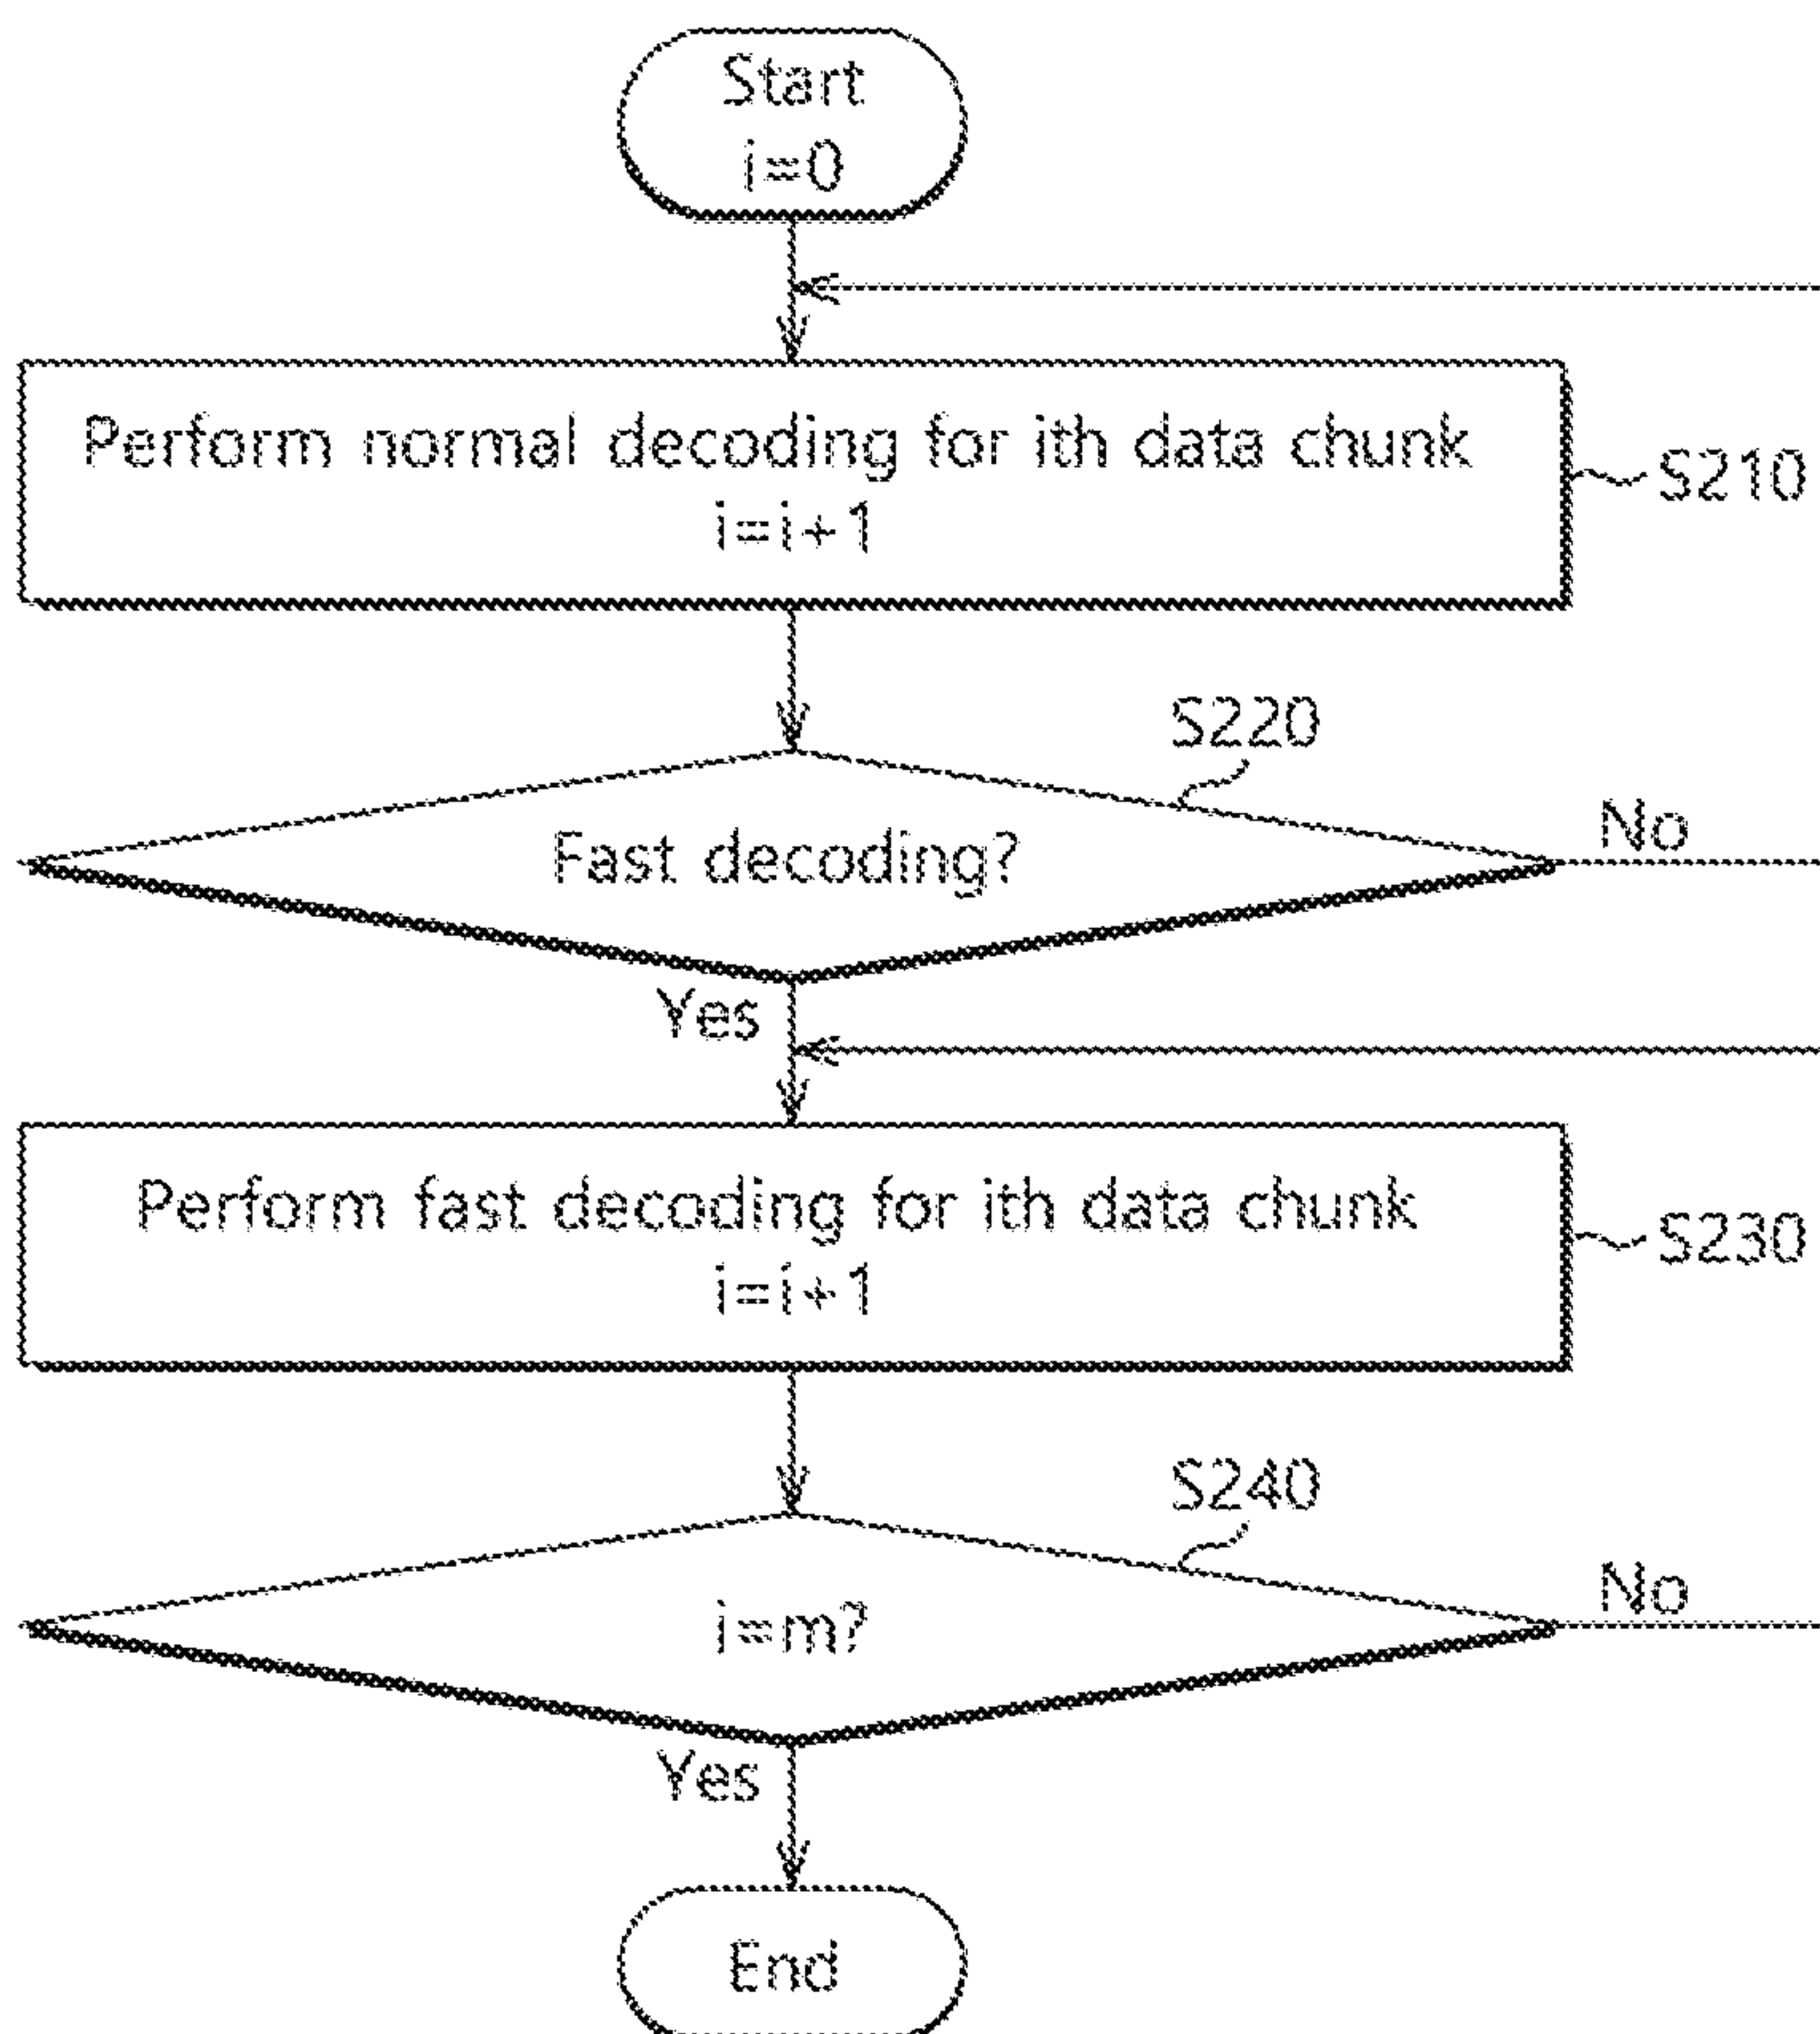 Start
i=0
Perform normal decoding for ith data chunk
i=i+1
S210
S220
Fast decoding?
No
Yes
Perform fast decoding for ith data chunk
i=i+1
S230
S240
i=m?
No
Yes
End